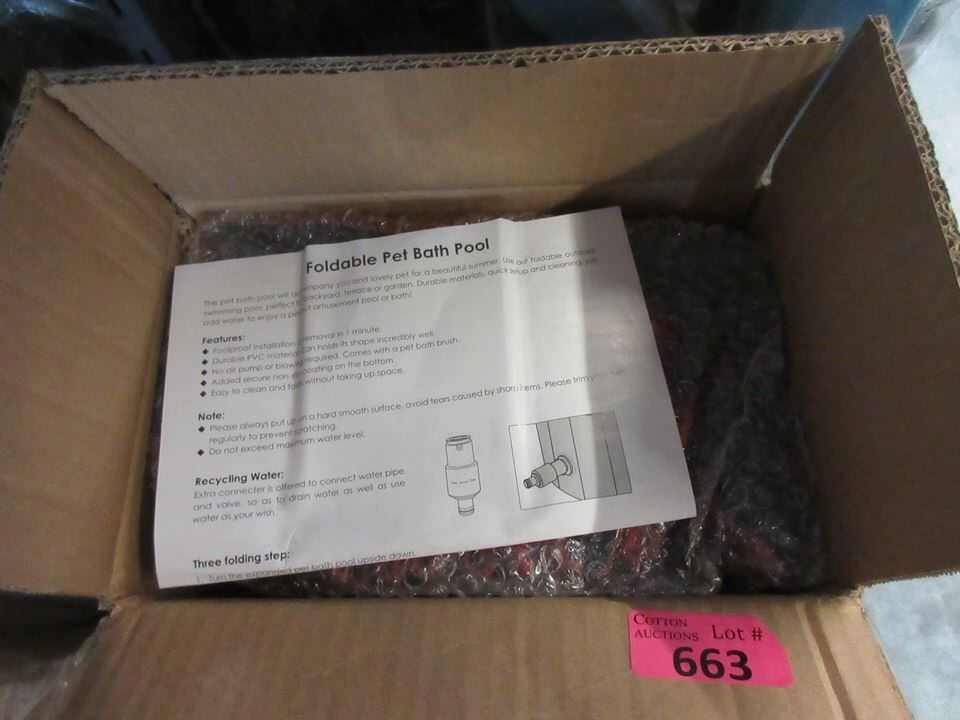 Foldable Pet Bath Pool
The pet bath pool will accompany you and lovely pet for a beautiful summer. Use our foldable outdoor
swimming pool, perfect backyard, terrace or garden. Durable materials, quick setup and cleaning, just
add water to enjoy a perfect amusement pool or bath!
Features:
◆ Foolproof installation removal in 1 minute.
◆ Durable PVC material can holds its shape incredibly well.
◆ No air pump or blowing required. Comes with a pet bath brush.
◆ Added secure non-slip coating on the bottom.
◆ Easy to clean and folds without taking up space.
Note:
◆ Please always put up on a hard smooth surface, avoid tears caused by sharp items. Please trim your
regularly to prevent scratching.
◆ Do not exceed maximum water level.
Recycling Water:
Extra connecter is offered to connect water pipe
and valve, so as to drain water as well as use
water as your wish.
Three folding step:
1. Turn the expanded pet bath pool upside down.
COTTON
AUCTIONS Lot #
663